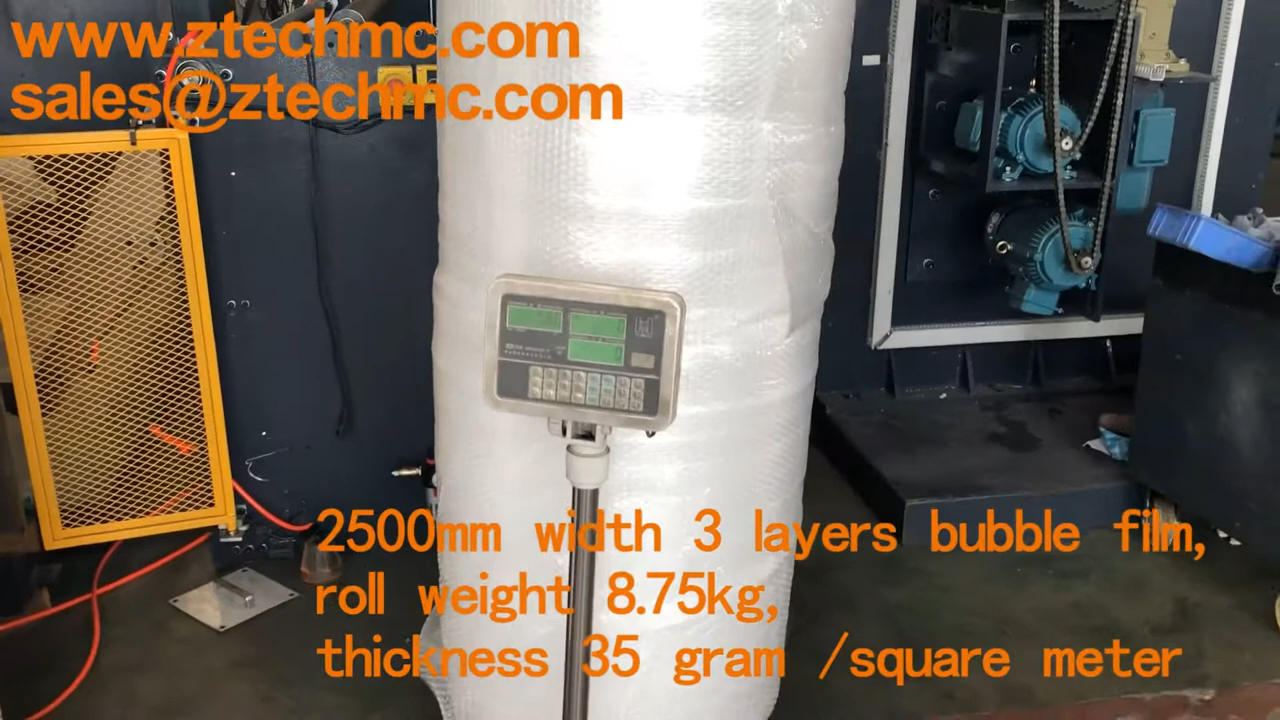 www.ztechmc.com
sales@ztechmc.com
2500mm width 3 layers bubble film,
roll weight 8.75kg,
thickness 35 gram /square meter